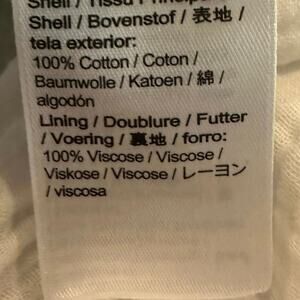 Shell / Bovenstof / 表地 /
tela exterior:
100% Cotton / Coton /
Baumwolle / Katoen / 綿 /
algodón
Lining / Doublure / Futter
/ Voering / 裏地 / forro:
100% Viscose / Viscose /
Viskose / Viscose / レーヨン
/ viscosa